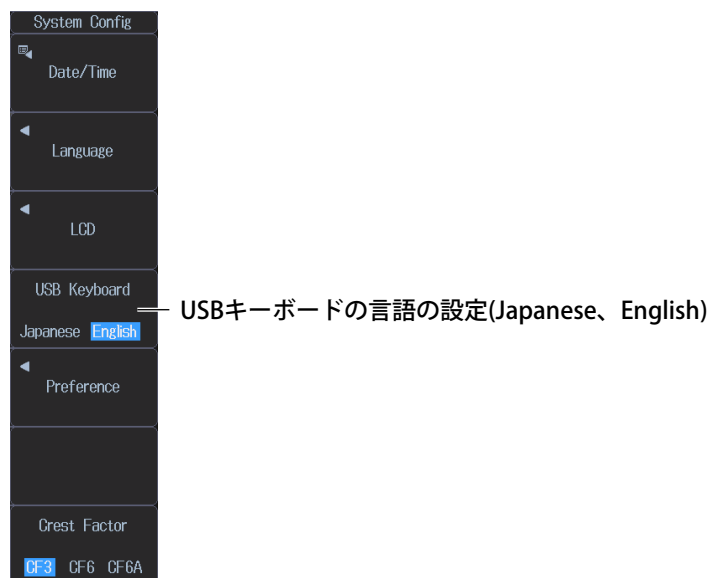 System Config
Date/Time
Language
LCD
USB Keyboard
Japanese English
USBキーボードの言語の設定(Japanese、English)
Preference
Crest Factor
CF3 CF6 CF6A